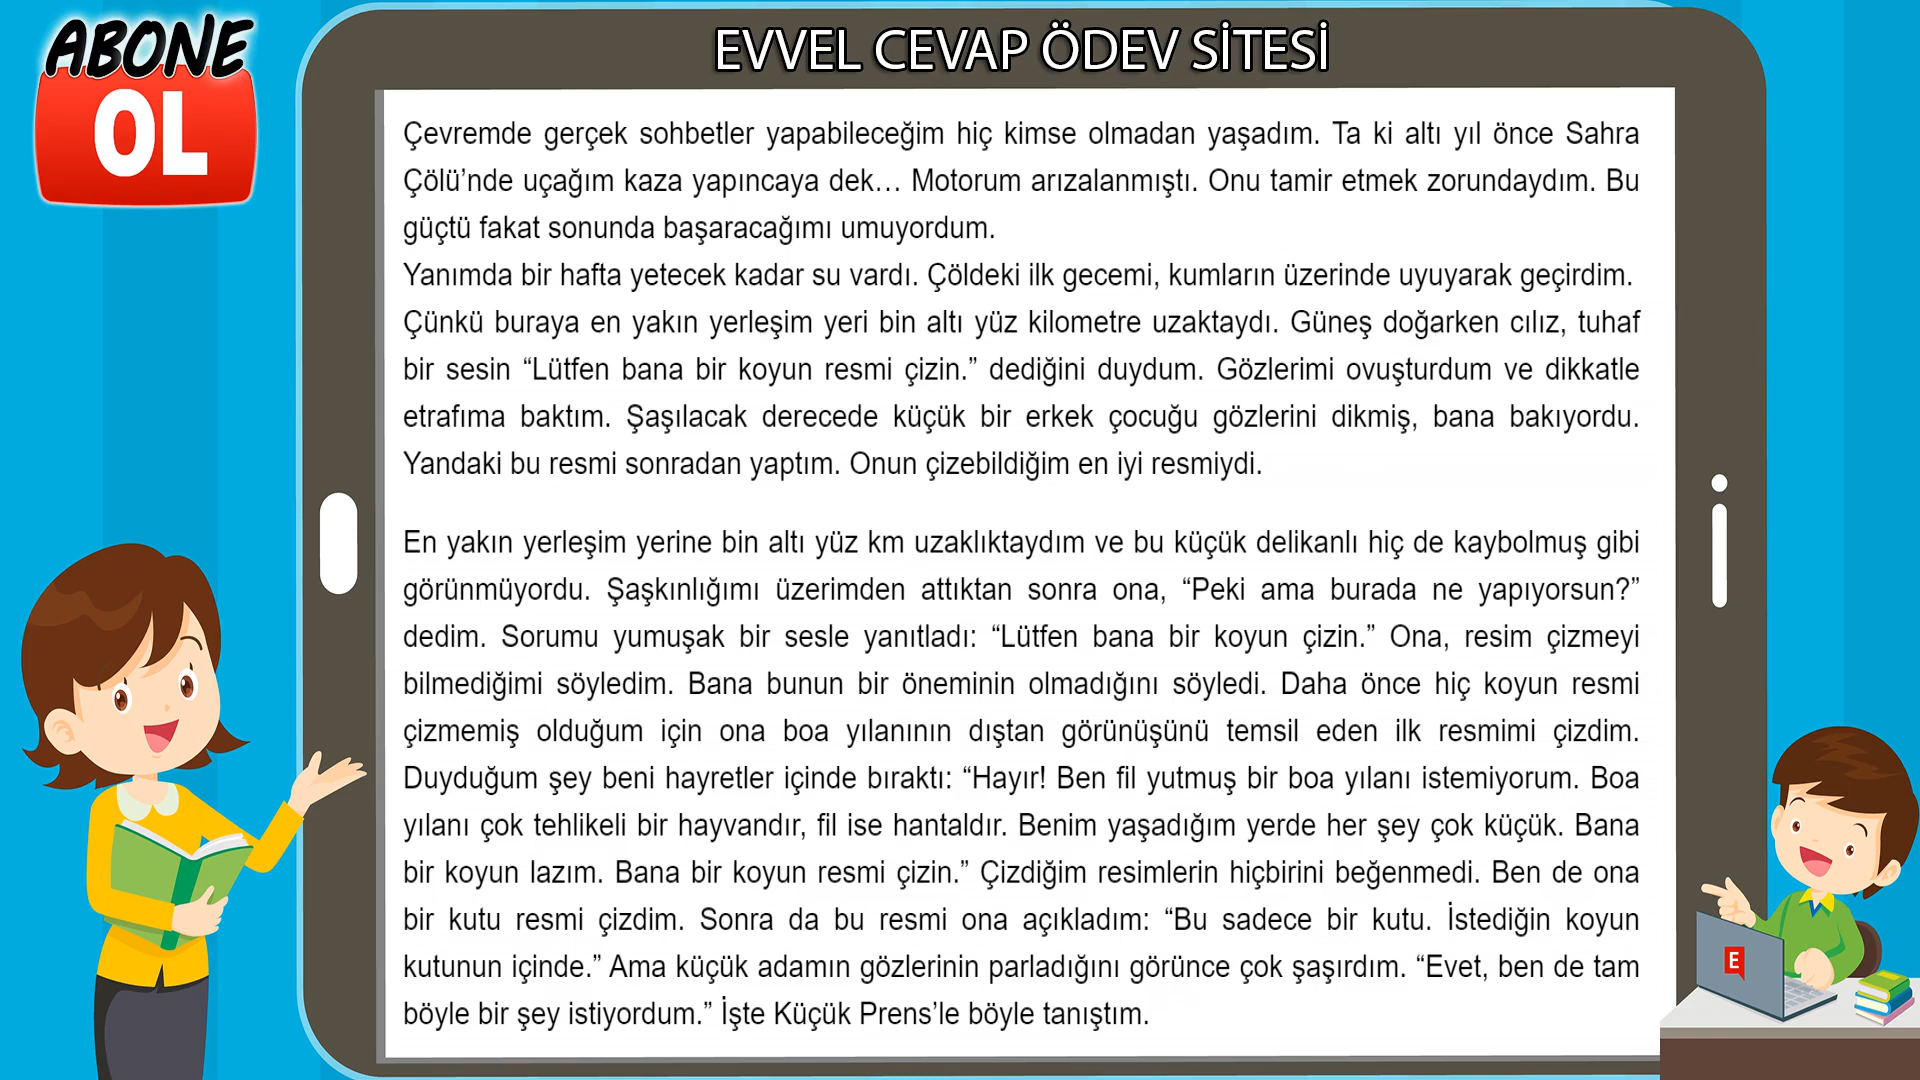 ABONE
OL
EVVEL CEVAP ÖDEV SİTESİ
Çevremde gerçek sohbetler yapabileceğim hiç kimse olmadan yaşadım. Ta ki altı yıl önce Sahra
Çölü’nde uçağım kaza yapıncaya dek… Motorum arızalanmıştı. Onu tamir etmek zorundaydım. Bu
güçtü fakat sonunda başaracağımı umuyordum.
Yanımda bir hafta yetecek kadar su vardı. Çöldeki ilk gecemi, kumların üzerinde uyuyarak geçirdim.
Çünkü buraya en yakın yerleşim yeri bin altı yüz kilometre uzaktaydı. Güneş doğarken cılız, tuhaf
bir sesin “Lütfen bana bir koyun resmi çizin.” dediğini duydum. Gözlerimi ovuşturdum ve dikkatle
etrafıma baktım. Şaşılacak derecede küçük bir erkek çocuğu gözlerini dikmiş, bana bakıyordu.
Yandaki bu resmi sonradan yaptım. Onun çizebildiğim en iyi resmiydi.
En yakın yerleşim yerine bin altı yüz km uzaklıktaydım ve bu küçük delikanlı hiç de kaybolmuş gibi
görünmüyordu. Şaşkınlığımı üzerimden attıktan sonra ona, “Peki ama burada ne yapıyorsun?”
dedim. Sorumu yumuşak bir sesle yanıtladı: “Lütfen bana bir koyun çizin.” Ona, resim çizmeyi
bilmediğimi söyledim. Bana bunun bir öneminin olmadığını söyledi. Daha önce hiç koyun resmi
çizmemiş olduğum için ona boa yılanının dıştan görünüşünü temsil eden ilk resmimi çizdim.
Duyduğum şey beni hayretler içinde bıraktı: “Hayır! Ben fil yutmuş bir boa yılanı istemiyorum. Boa
yılanı çok tehlikeli bir hayvandır, fil ise hantaldır. Benim yaşadığım yerde her şey çok küçük. Bana
bir koyun lazım. Bana bir koyun resmi çizin.” Çizdiğim resimlerin hiçbirini beğenmedi. Ben de ona
bir kutu resmi çizdim. Sonra da bu resmi ona açıkladım: “Bu sadece bir kutu. İstediğin koyun
kutunun içinde.” Ama küçük adamın gözlerinin parladığını görünce çok şaşırdım. “Evet, ben de tam
böyle bir şey istiyordum.” İşte Küçük Prens’le böyle tanıştım.
E